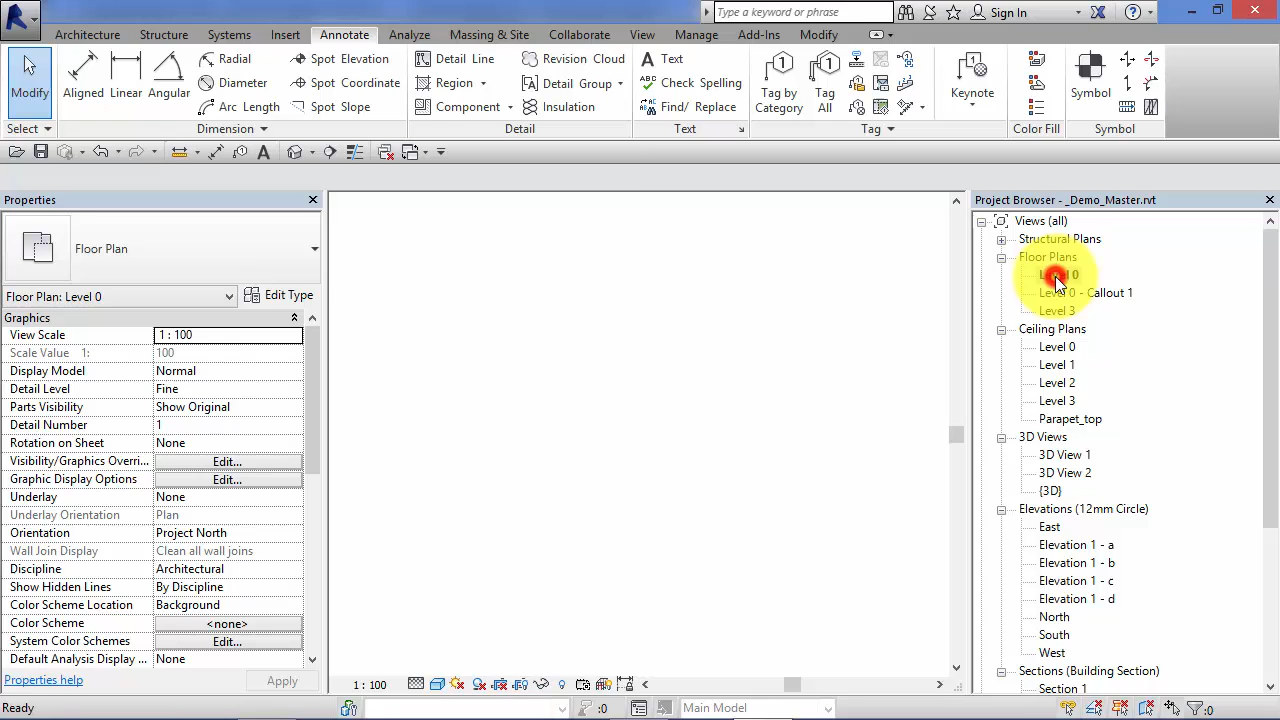 Type a keyword or phrase
Sign In
Architecture Structure Systems Insert Annotate Analyze Massing & Site Collaborate View Manage Add-Ins Modify
Modify
Select
Aligned Linear Angular
Radial
Diameter
Arc Length
Spot Elevation
Spot Coordinate
Spot Slope
Dimension
Detail Line
Region
Component
Revision Cloud
Detail Group
Insulation
Detail
Text
Check Spelling
Find/ Replace
Text
Tag by Category
Tag All
Tag
Keynote
Color Fill
Symbol
Symbol
Properties
Floor Plan
Floor Plan: Level 0
Edit Type
Graphics
View Scale 1 : 100
Scale Value 1: 100
Display Model Normal
Detail Level Fine
Parts Visibility Show Original
Detail Number 1
Rotation on Sheet None
Visibility/Graphics Overri... Edit...
Graphic Display Options Edit...
Underlay None
Underlay Orientation Plan
Orientation Project North
Wall Join Display Clean all wall joins
Discipline Architectural
Show Hidden Lines By Discipline
Color Scheme Location Background
Color Scheme <none>
System Color Schemes Edit...
Default Analysis Display ... None
Properties help
Apply
1 : 100
Project Browser - _Demo_Master.rvt
Views (all)
Structural Plans
Floor Plans
Level 0
Level 0 - Callout 1
Level 3
Ceiling Plans
Level 0
Level 1
Level 2
Level 3
Parapet_top
3D Views
3D View 1
3D View 2
{3D}
Elevations (12mm Circle)
East
Elevation 1 - a
Elevation 1 - b
Elevation 1 - c
Elevation 1 - d
North
South
West
Sections (Building Section)
Section 1
Ready
:0
Main Model
:0